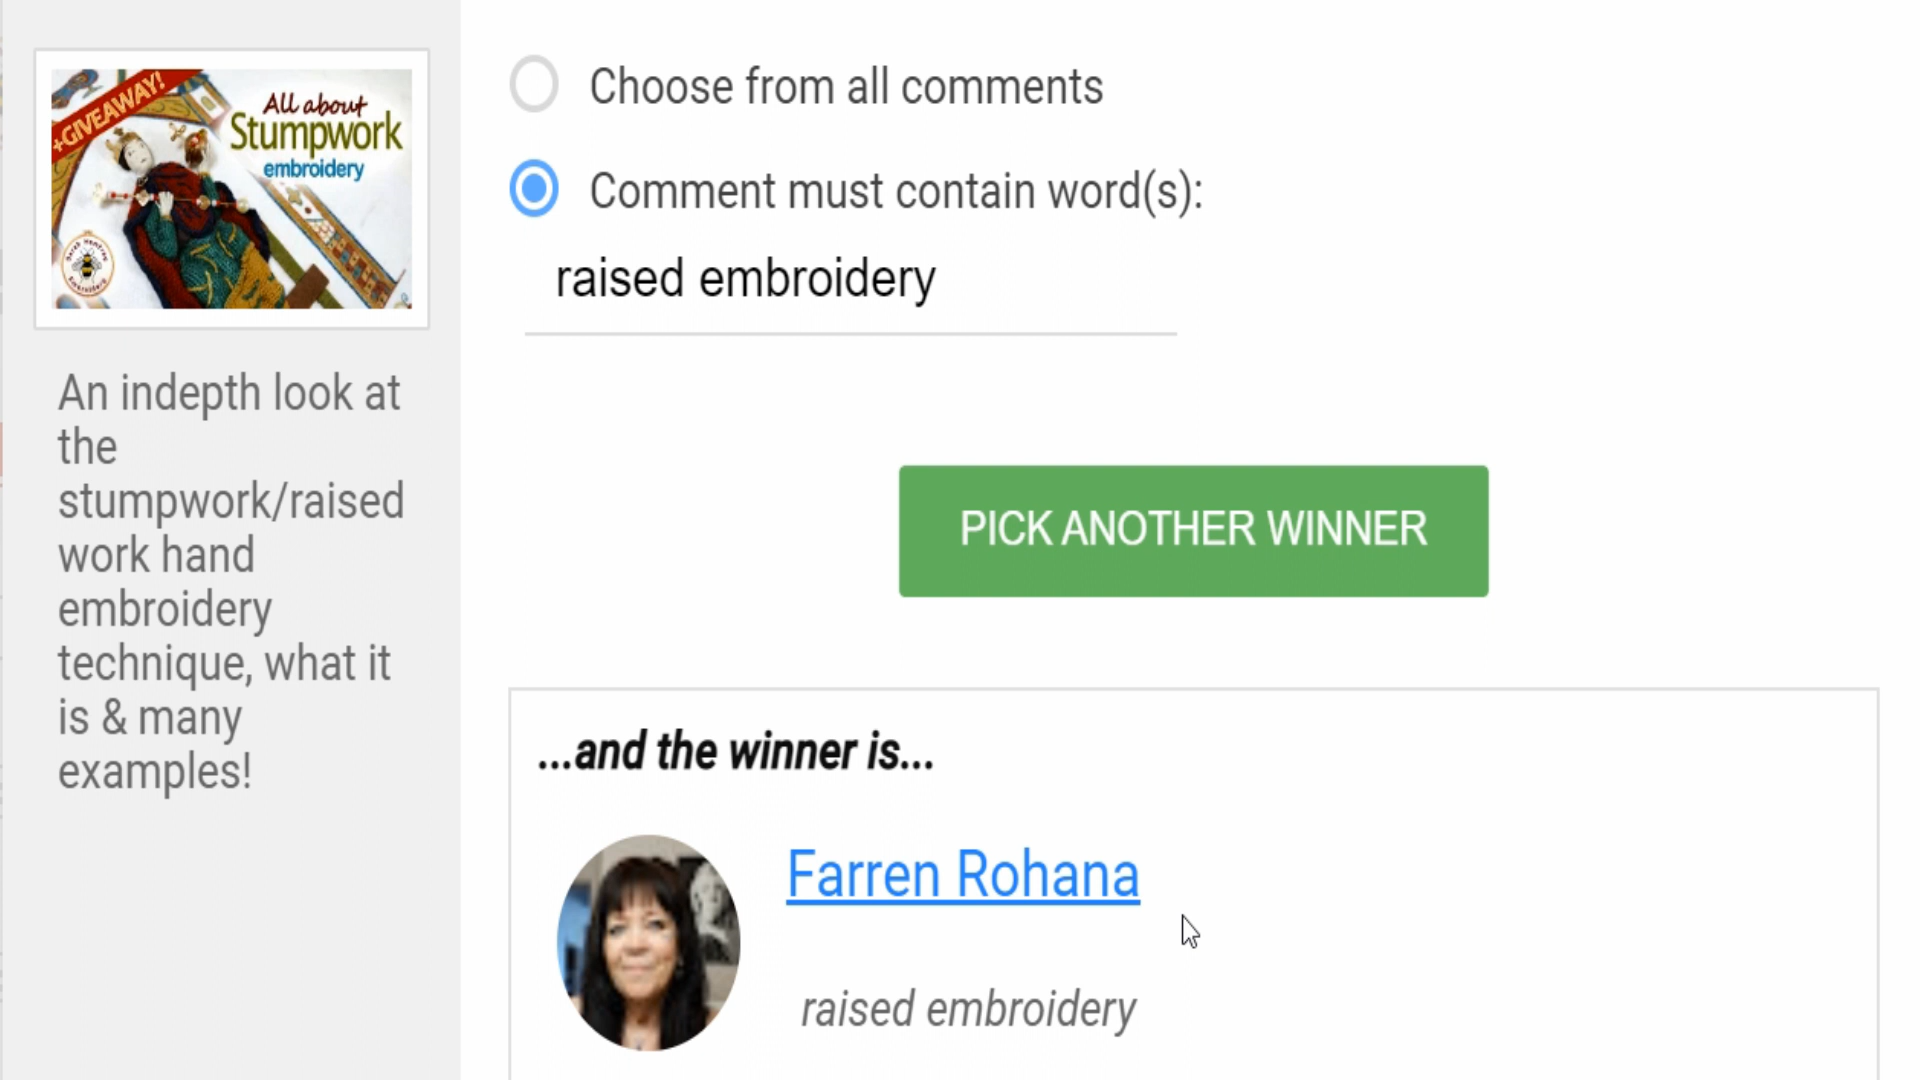 +GIVEAWAY!
All about
Stumpwork
embroidery
An indepth look at
the
stumpwork/raised
work hand
embroidery
technique, what it
is & many
examples!
Choose from all comments
Comment must contain word(s):
raised embroidery
PICK ANOTHER WINNER
...and the winner is...
Farren Rohana
raised embroidery